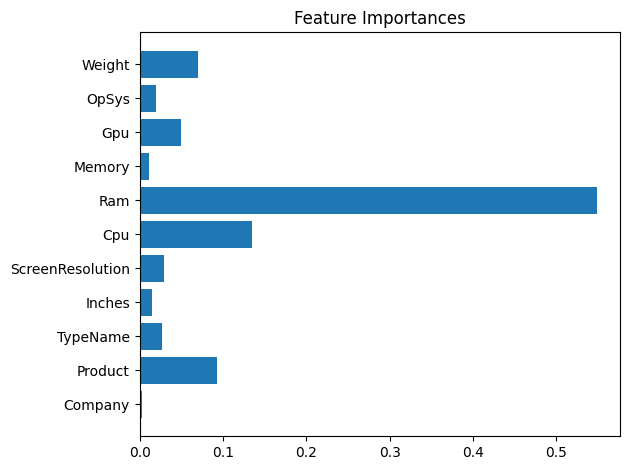 Feature Importances
Weight
OpSys
Gpu
Memory
Ram
Cpu
ScreenResolution
Inches
TypeName
Product
Company
0.0 0.1 0.2 0.3 0.4 0.5